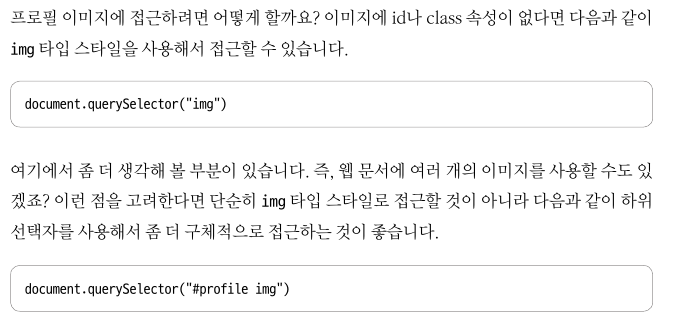 프로필 이미지에 접근하려면 어떻게 할까요? 이미지에 id나 class 속성이 없다면 다음과 같이
img 타입 스타일을 사용해서 접근할 수 있습니다.
document.querySelector("img")
여기에서 좀 더 생각해 볼 부분이 있습니다. 즉, 웹 문서에 여러 개의 이미지를 사용할 수도 있
겠죠? 이런 점을 고려한다면 단순히 img 타입 스타일로 접근할 것이 아니라 다음과 같이 하위
선택자를 사용해서 좀 더 구체적으로 접근하는 것이 좋습니다.
document.querySelector("#profile img")